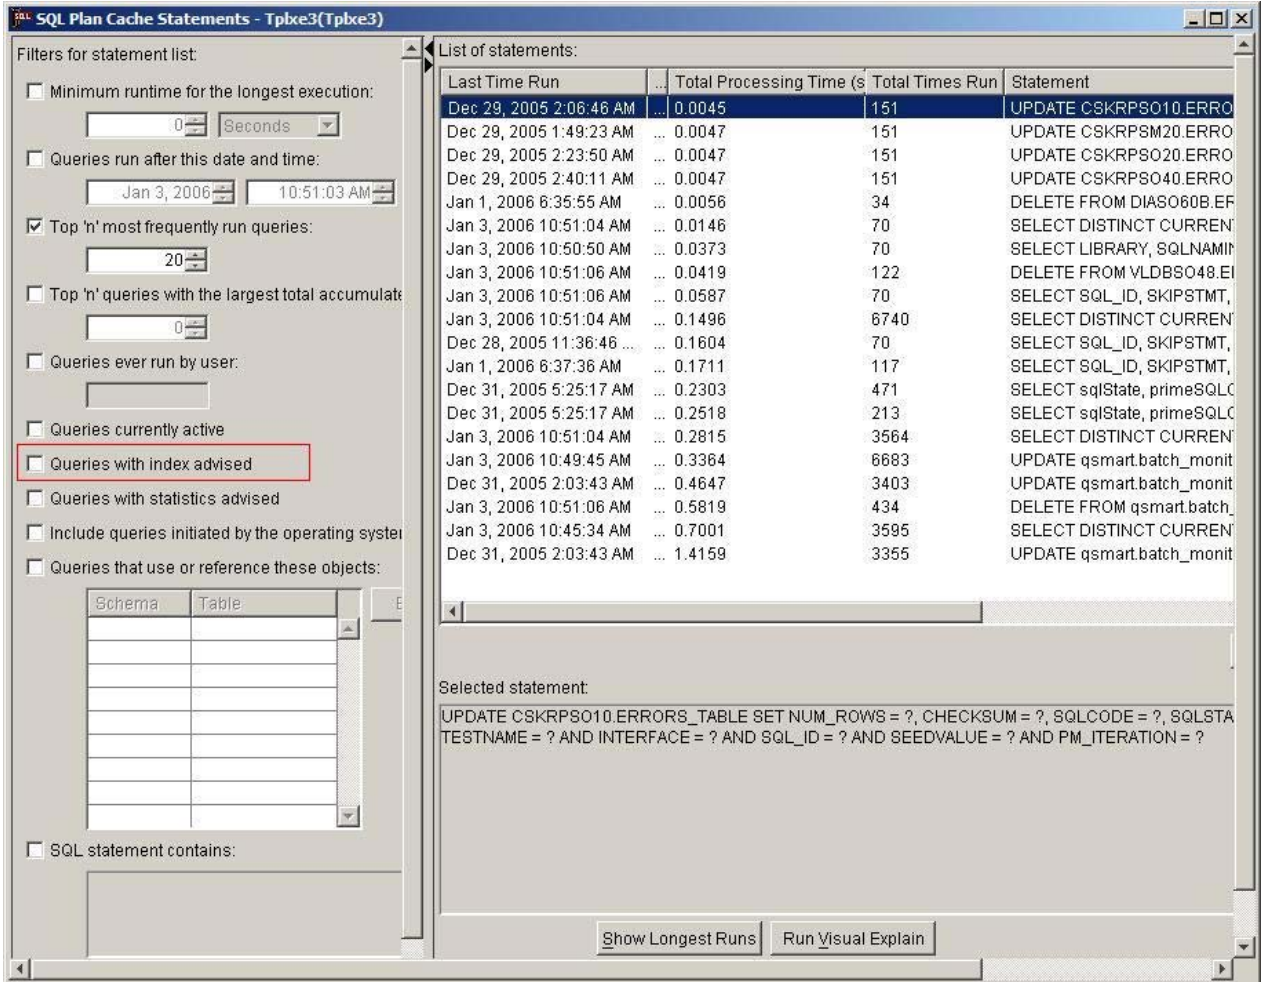 SQL Plan Cache Statements - Tplxe3(Tplxe3)
Filters for statement list:
Minimum runtime for the longest execution:
0 Seconds
Queries run after this date and time:
Jan 3, 2006 10:51:03 AM
Top 'n' most frequently run queries:
20
Top 'n' queries with the largest total accumulate
0
Queries ever run by user:
Queries currently active
Queries with index advised
Queries with statistics advised
Include queries initiated by the operating syster
Queries that use or reference these objects:
Schema Table
SQL statement contains:
List of statements:
Last Time Run ... Total Processing Time (s Total Times Run Statement
Dec 29, 2005 2:06:46 AM ... 0.0045 151 UPDATE CSKRPSO10.ERRO
Dec 29, 2005 1:49:23 AM ... 0.0047 151 UPDATE CSKRPSM20.ERRO
Dec 29, 2005 2:23:50 AM ... 0.0047 151 UPDATE CSKRPSO20.ERRO
Dec 29, 2005 2:40:11 AM ... 0.0047 151 UPDATE CSKRPSO40.ERRO
Jan 1, 2006 6:35:55 AM ... 0.0056 34 DELETE FROM DIASO60B.ER
Jan 3, 2006 10:51:04 AM ... 0.0146 70 SELECT DISTINCT CURREN
Jan 3, 2006 10:50:50 AM ... 0.0373 70 SELECT LIBRARY, SQLNAMIN
Jan 3, 2006 10:51:06 AM ... 0.0419 122 DELETE FROM VLDBSO48.E
Jan 3, 2006 10:51:06 AM ... 0.0587 70 SELECT SQL_ID, SKIPSTMT,
Jan 3, 2006 10:51:04 AM ... 0.1496 6740 SELECT DISTINCT CURREN
Dec 28, 2005 11:36:46 ... ... 0.1604 70 SELECT SQL_ID, SKIPSTMT,
Jan 1, 2006 6:37:36 AM ... 0.1711 117 SELECT SQL_ID, SKIPSTMT,
Dec 31, 2005 5:25:17 AM ... 0.2303 471 SELECT sqlState, primeSQLC
Dec 31, 2005 5:25:17 AM ... 0.2518 213 SELECT sqlState, primeSQLC
Jan 3, 2006 10:51:04 AM ... 0.2815 3564 SELECT DISTINCT CURREN
Jan 3, 2006 10:49:45 AM ... 0.3364 6683 UPDATE qsmart.batch_monit
Dec 31, 2005 2:03:43 AM ... 0.4647 3403 UPDATE qsmart.batch_monit
Jan 3, 2006 10:51:06 AM ... 0.5819 434 DELETE FROM qsmart.batch_
Jan 3, 2006 10:45:34 AM ... 0.7001 3595 SELECT DISTINCT CURREN
Dec 31, 2005 2:03:43 AM ... 1.4159 3355 UPDATE qsmart.batch_monit
Selected statement:
UPDATE CSKRPSO10.ERRORS_TABLE SET NUM_ROWS = ?, CHECKSUM = ?, SQLCODE = ?, SQLSTA
TESTNAME = ? AND INTERFACE = ? AND SQL_ID = ? AND SEEDVALUE = ? AND PM_ITERATION = ?
Show Longest Runs Run Visual Explain